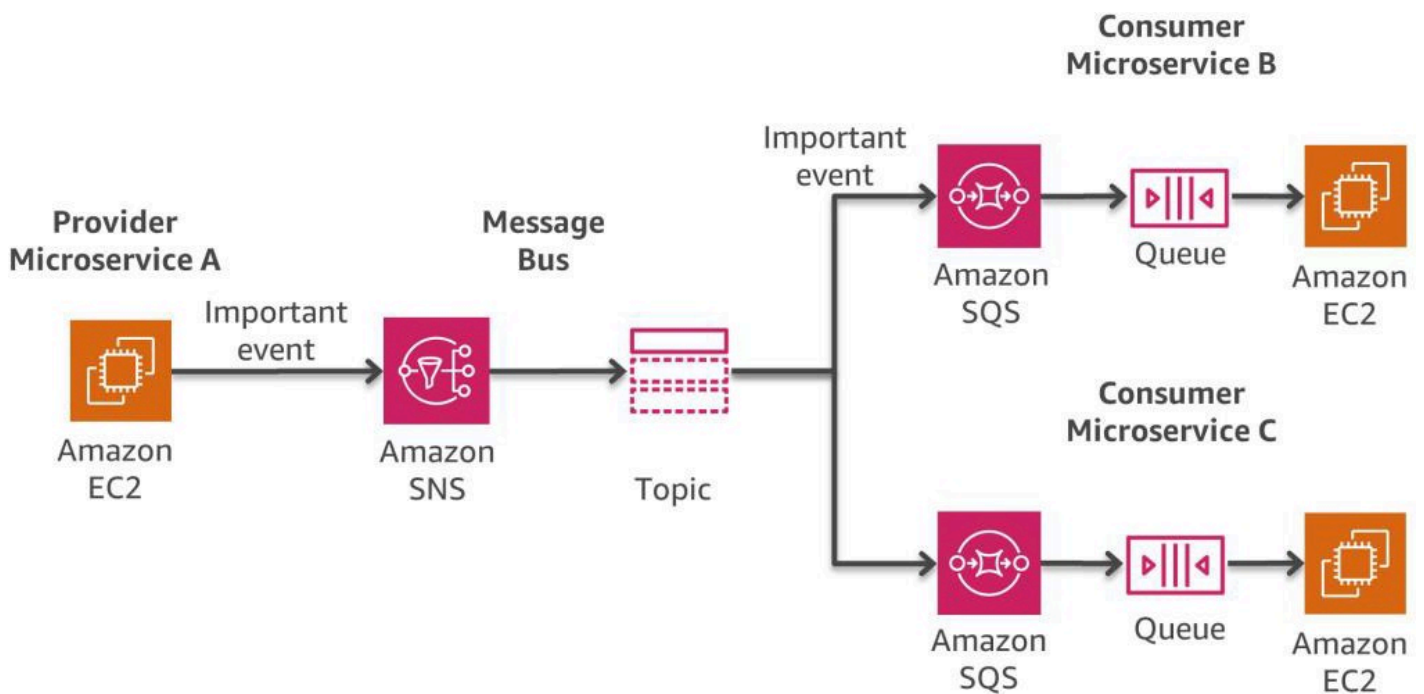 Provider
Microservice A
Amazon
EC2
Important
event
Message
Bus
Amazon
SNS
Topic
Important
event
Consumer
Microservice B
Amazon
SQS
Queue
Amazon
EC2
Consumer
Microservice C
Amazon
SQS
Queue
Amazon
EC2